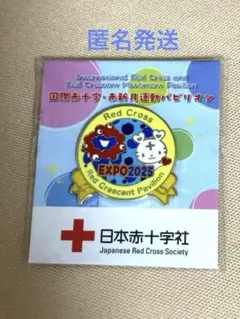 匿名発送
International Red Cross and
Red Crescent Movement Pavilion
国際赤十字・赤新月運動パビリオン
Red Cross
EXPO2025
Red Crescent Pavilion
日本赤十字社
Japanese Red Cross Society